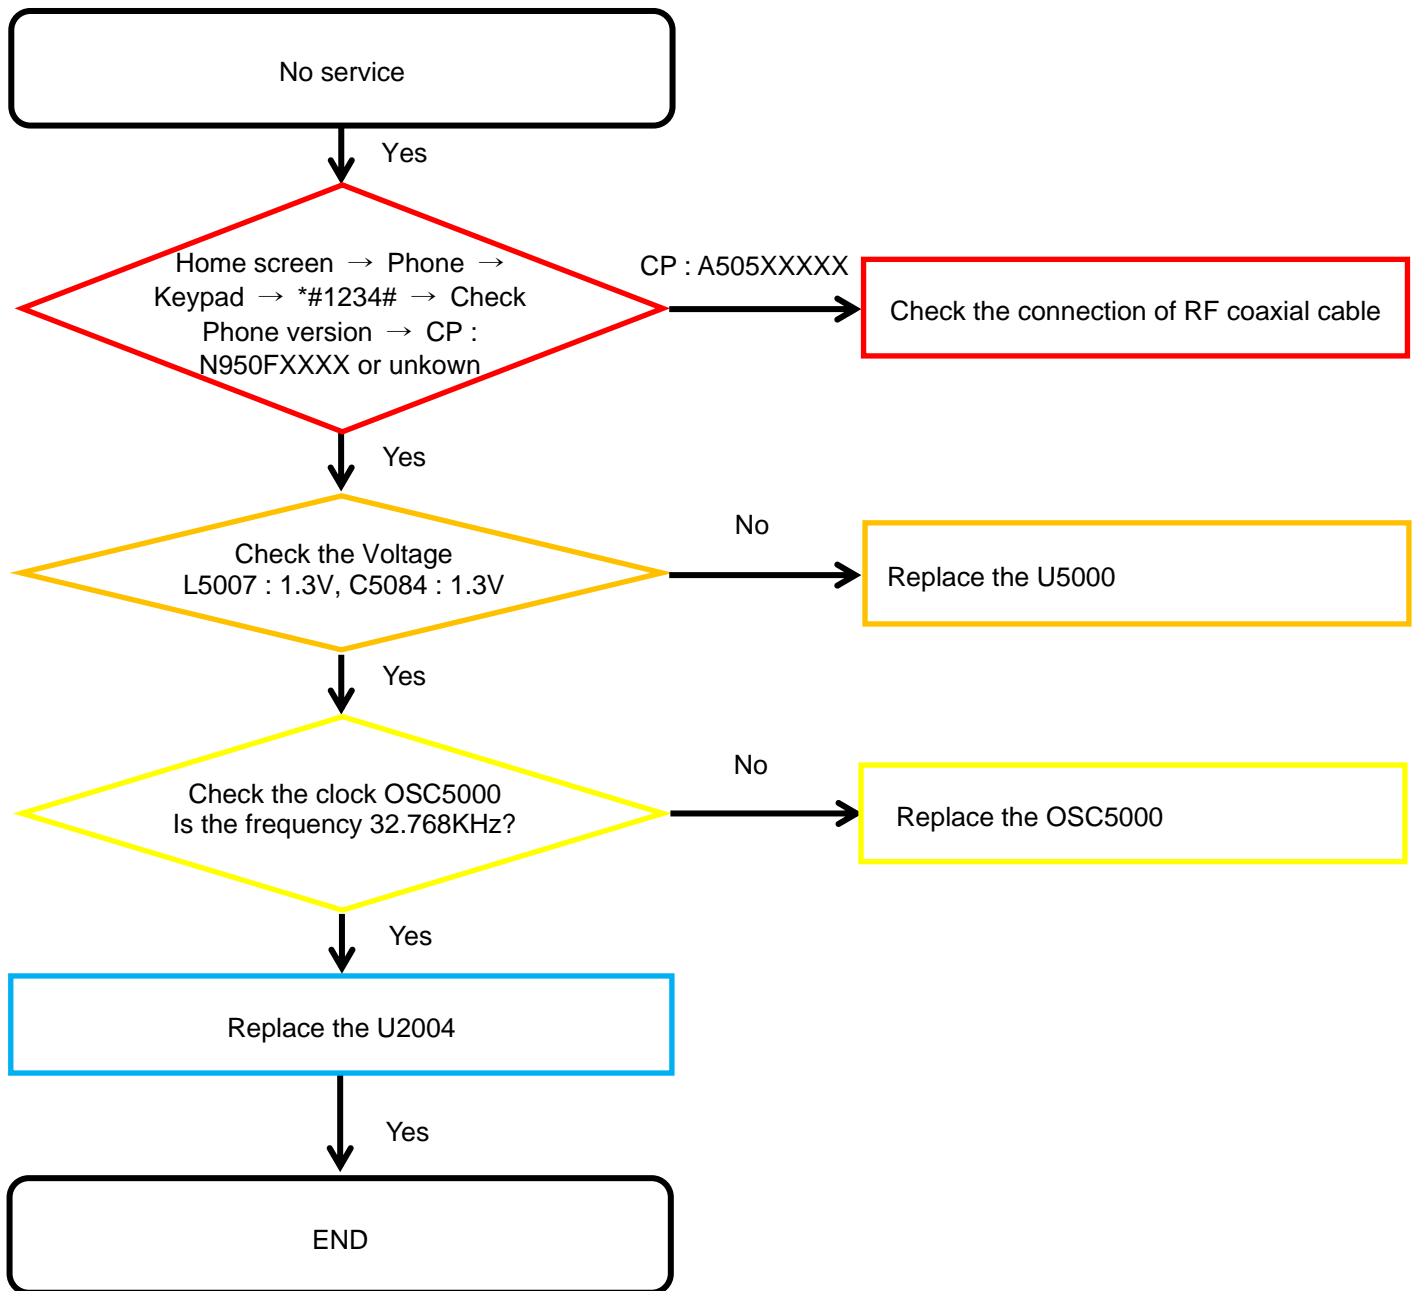 No service
Yes
Home screen → Phone →
Keypad → *#1234# → Check
Phone version → CP :
N950FXXXX or unkown
CP : A505XXXXX
Check the connection of RF coaxial cable
Yes
Check the Voltage
L5007 : 1.3V, C5084 : 1.3V
No
Replace the U5000
Yes
Check the clock OSC5000
Is the frequency 32.768KHz?
No
Replace the OSC5000
Yes
Replace the U2004
Yes
END